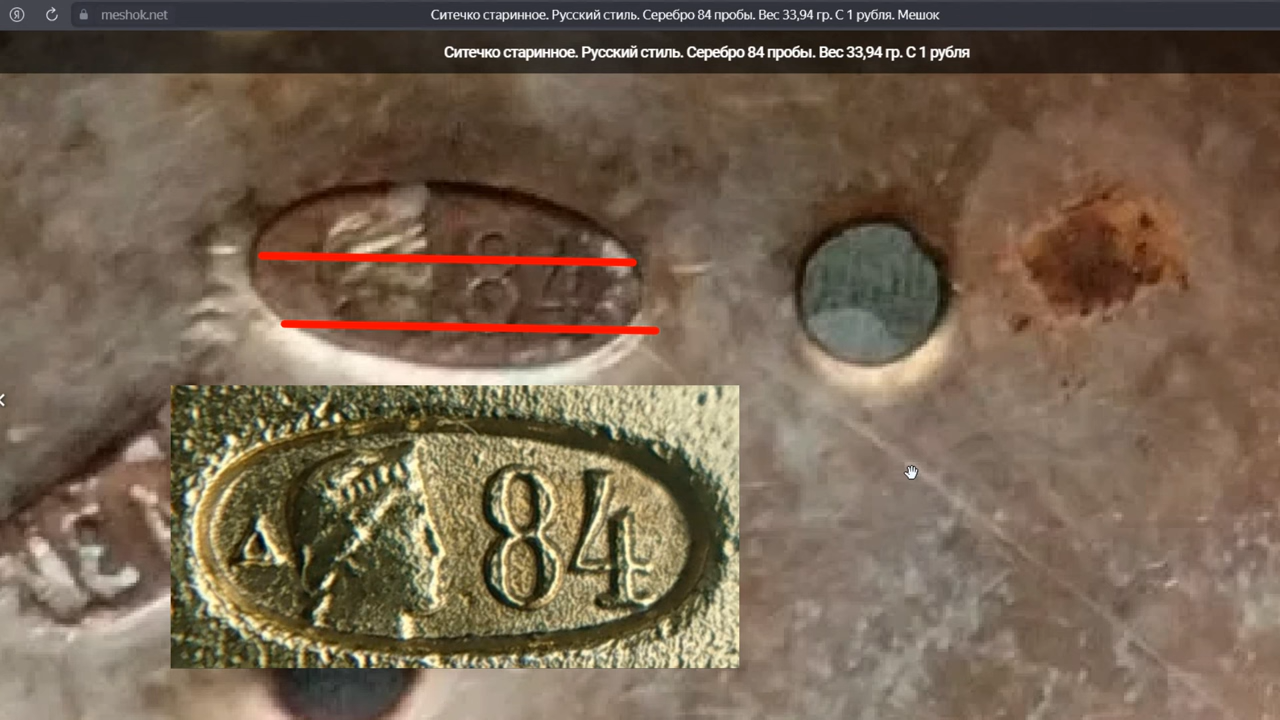 meshok.net
Ситечко старинное. Русский стиль. Серебро 84 пробы. Вес 33,94 гр. С 1 рубля. Мешок
Ситечко старинное. Русский стиль. Серебро 84 пробы. Вес 33,94 гр. С 1 рубля
84
Д 84